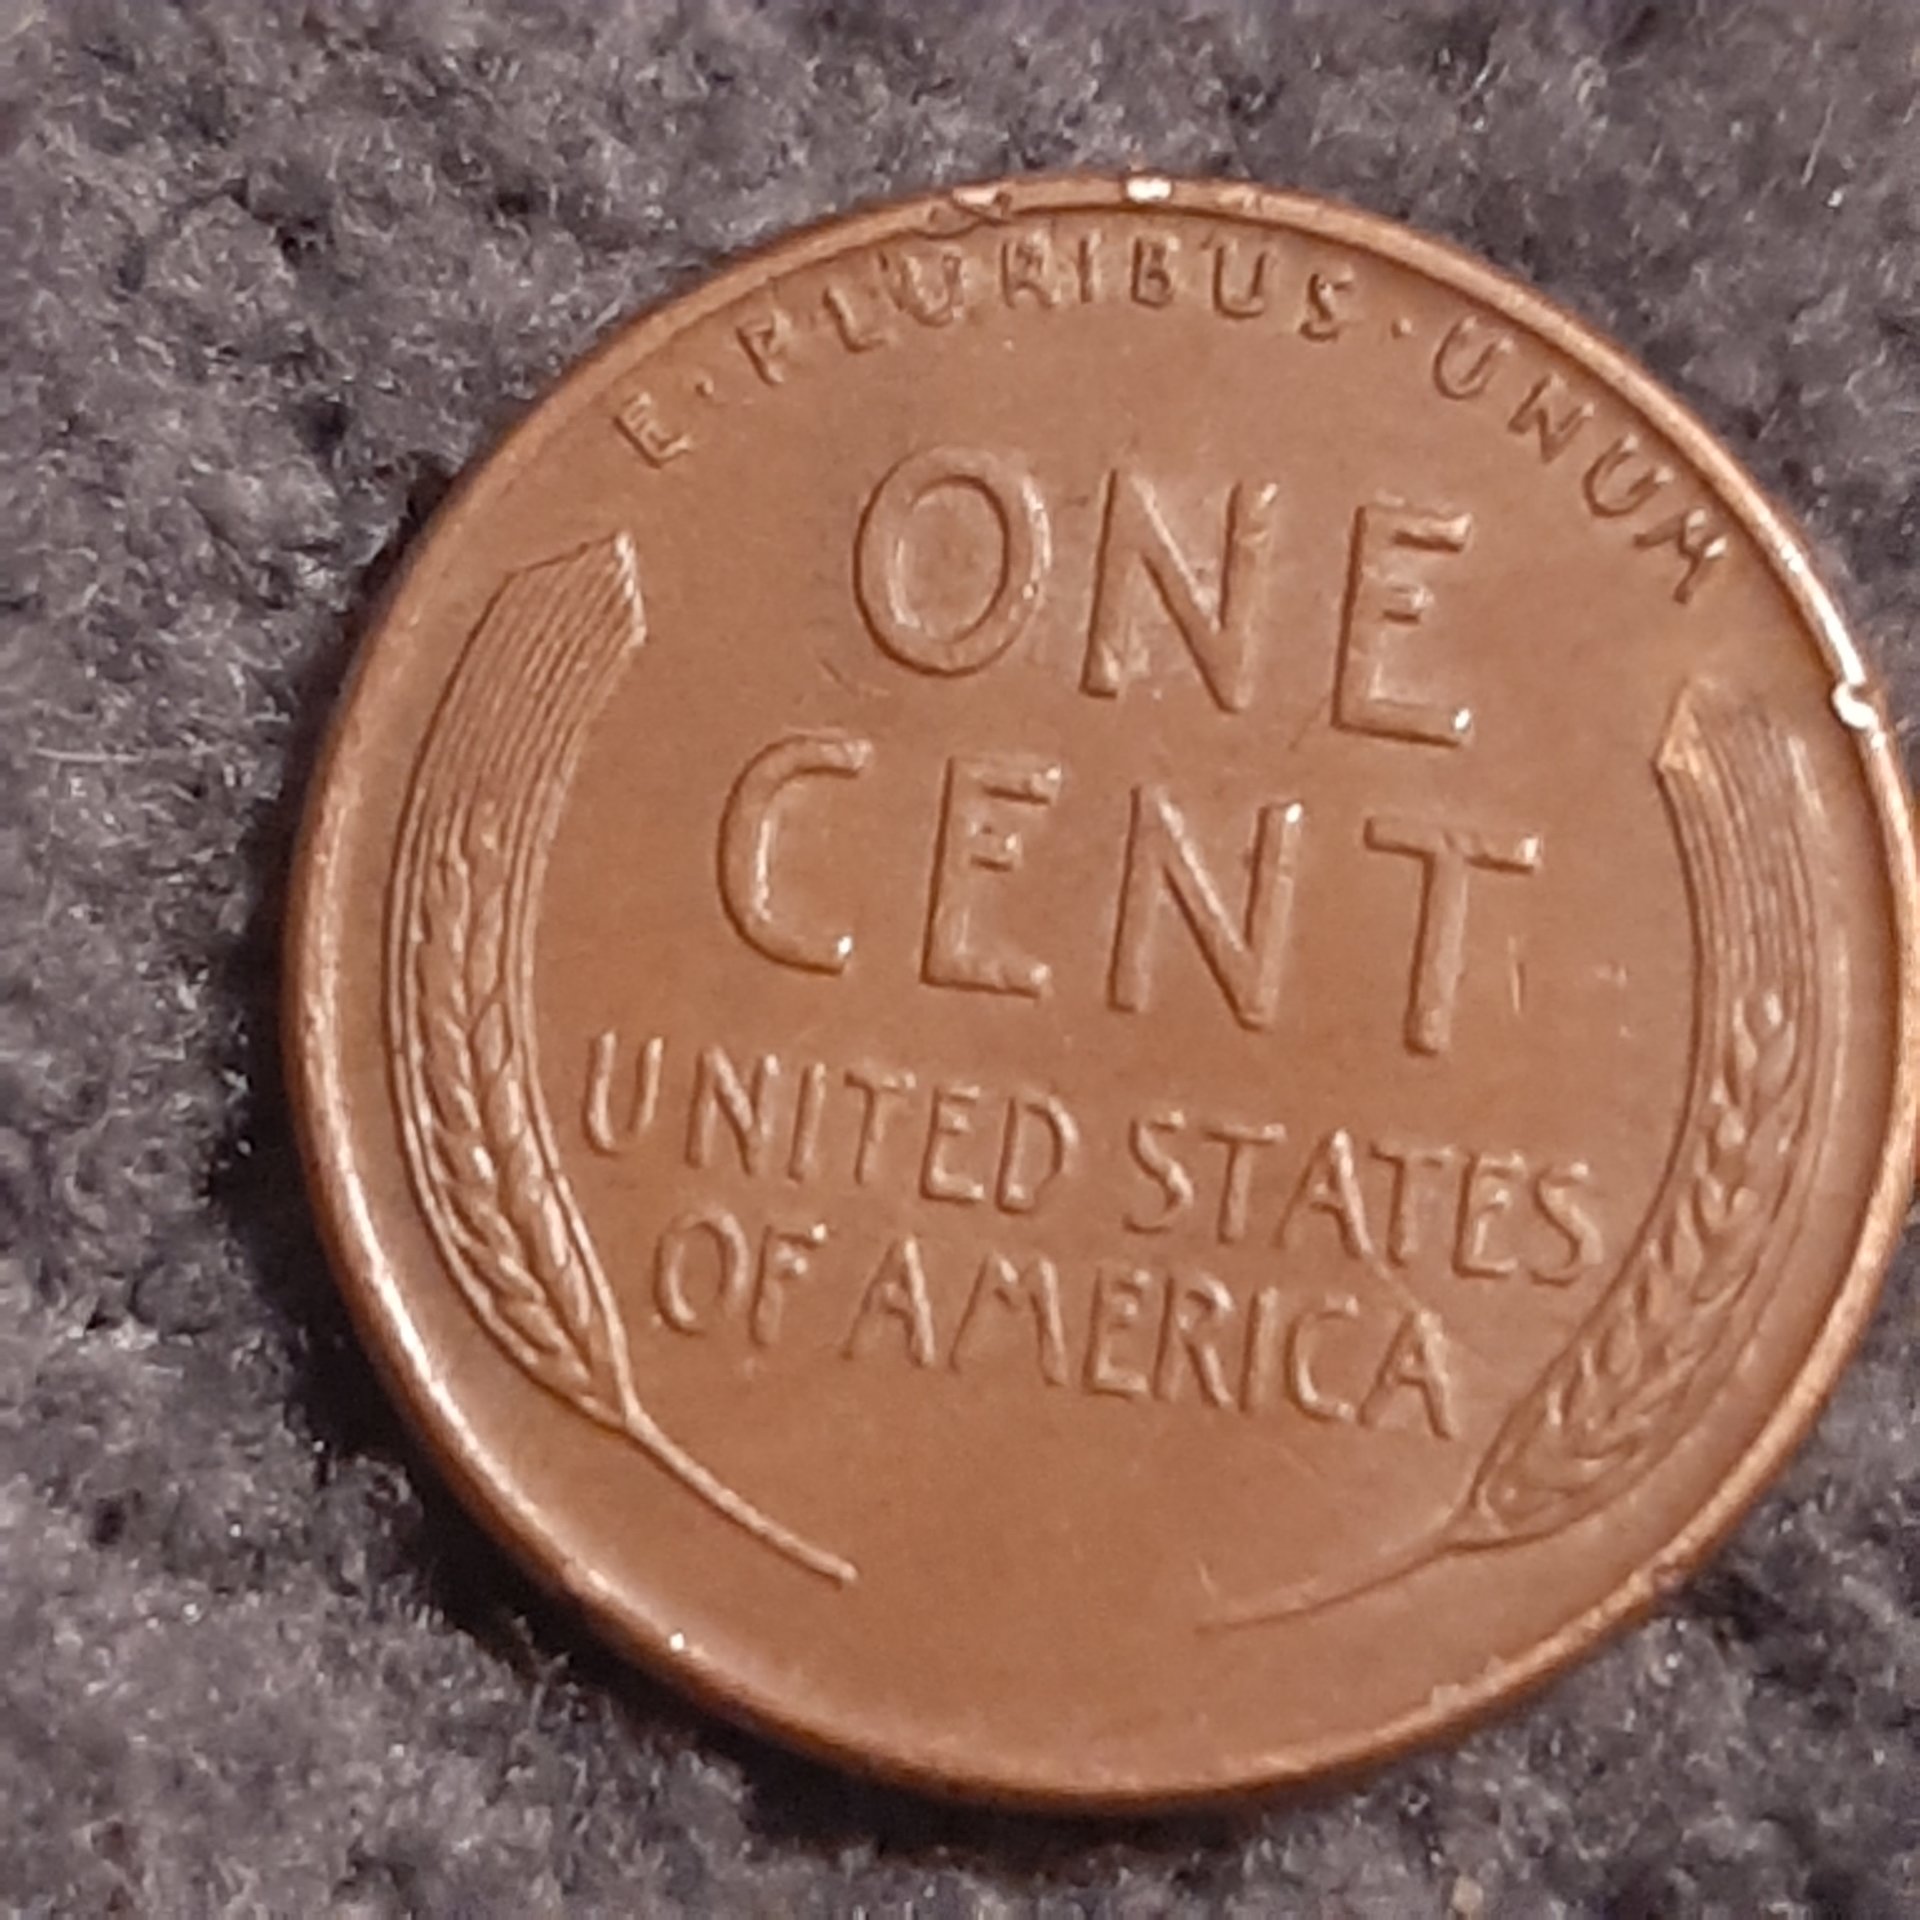 E·PLURIBUS·UNUM
ONE
CENT
UNITED STATES
OF AMERICA